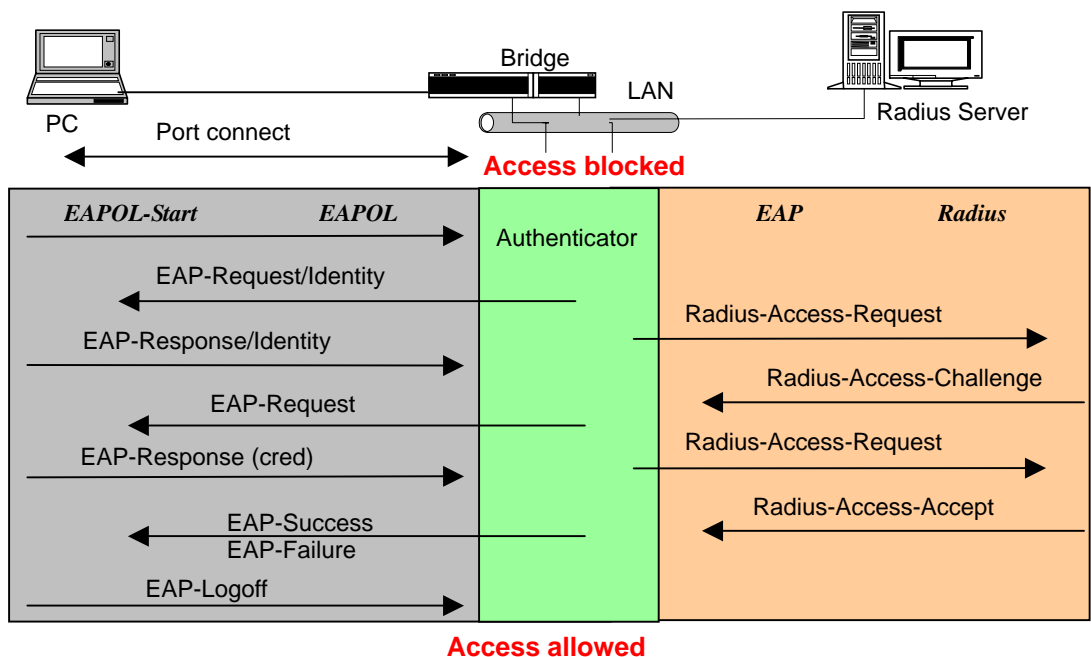 Bridge
LAN
PC
Radius Server
Port connect
Access blocked
EAPOL-Start EAPOL
Authenticator
EAP Radius
EAP-Request/Identity
Radius-Access-Request
EAP-Response/Identity
Radius-Access-Challenge
EAP-Request
Radius-Access-Request
EAP-Response (cred)
Radius-Access-Accept
EAP-Success
EAP-Failure
EAP-Logoff
Access allowed